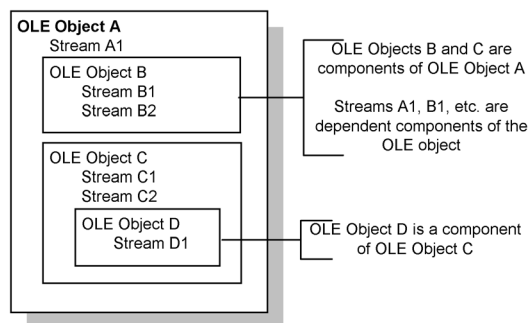 OLE Object A
Stream A1
OLE Object B
Stream B1
Stream B2
OLE Object C
Stream C1
Stream C2
OLE Object D
Stream D1
OLE Objects B and C are
components of OLE Object A
Streams A1, B1, etc. are
dependent components of the
OLE object
OLE Object D is a component
of OLE Object C